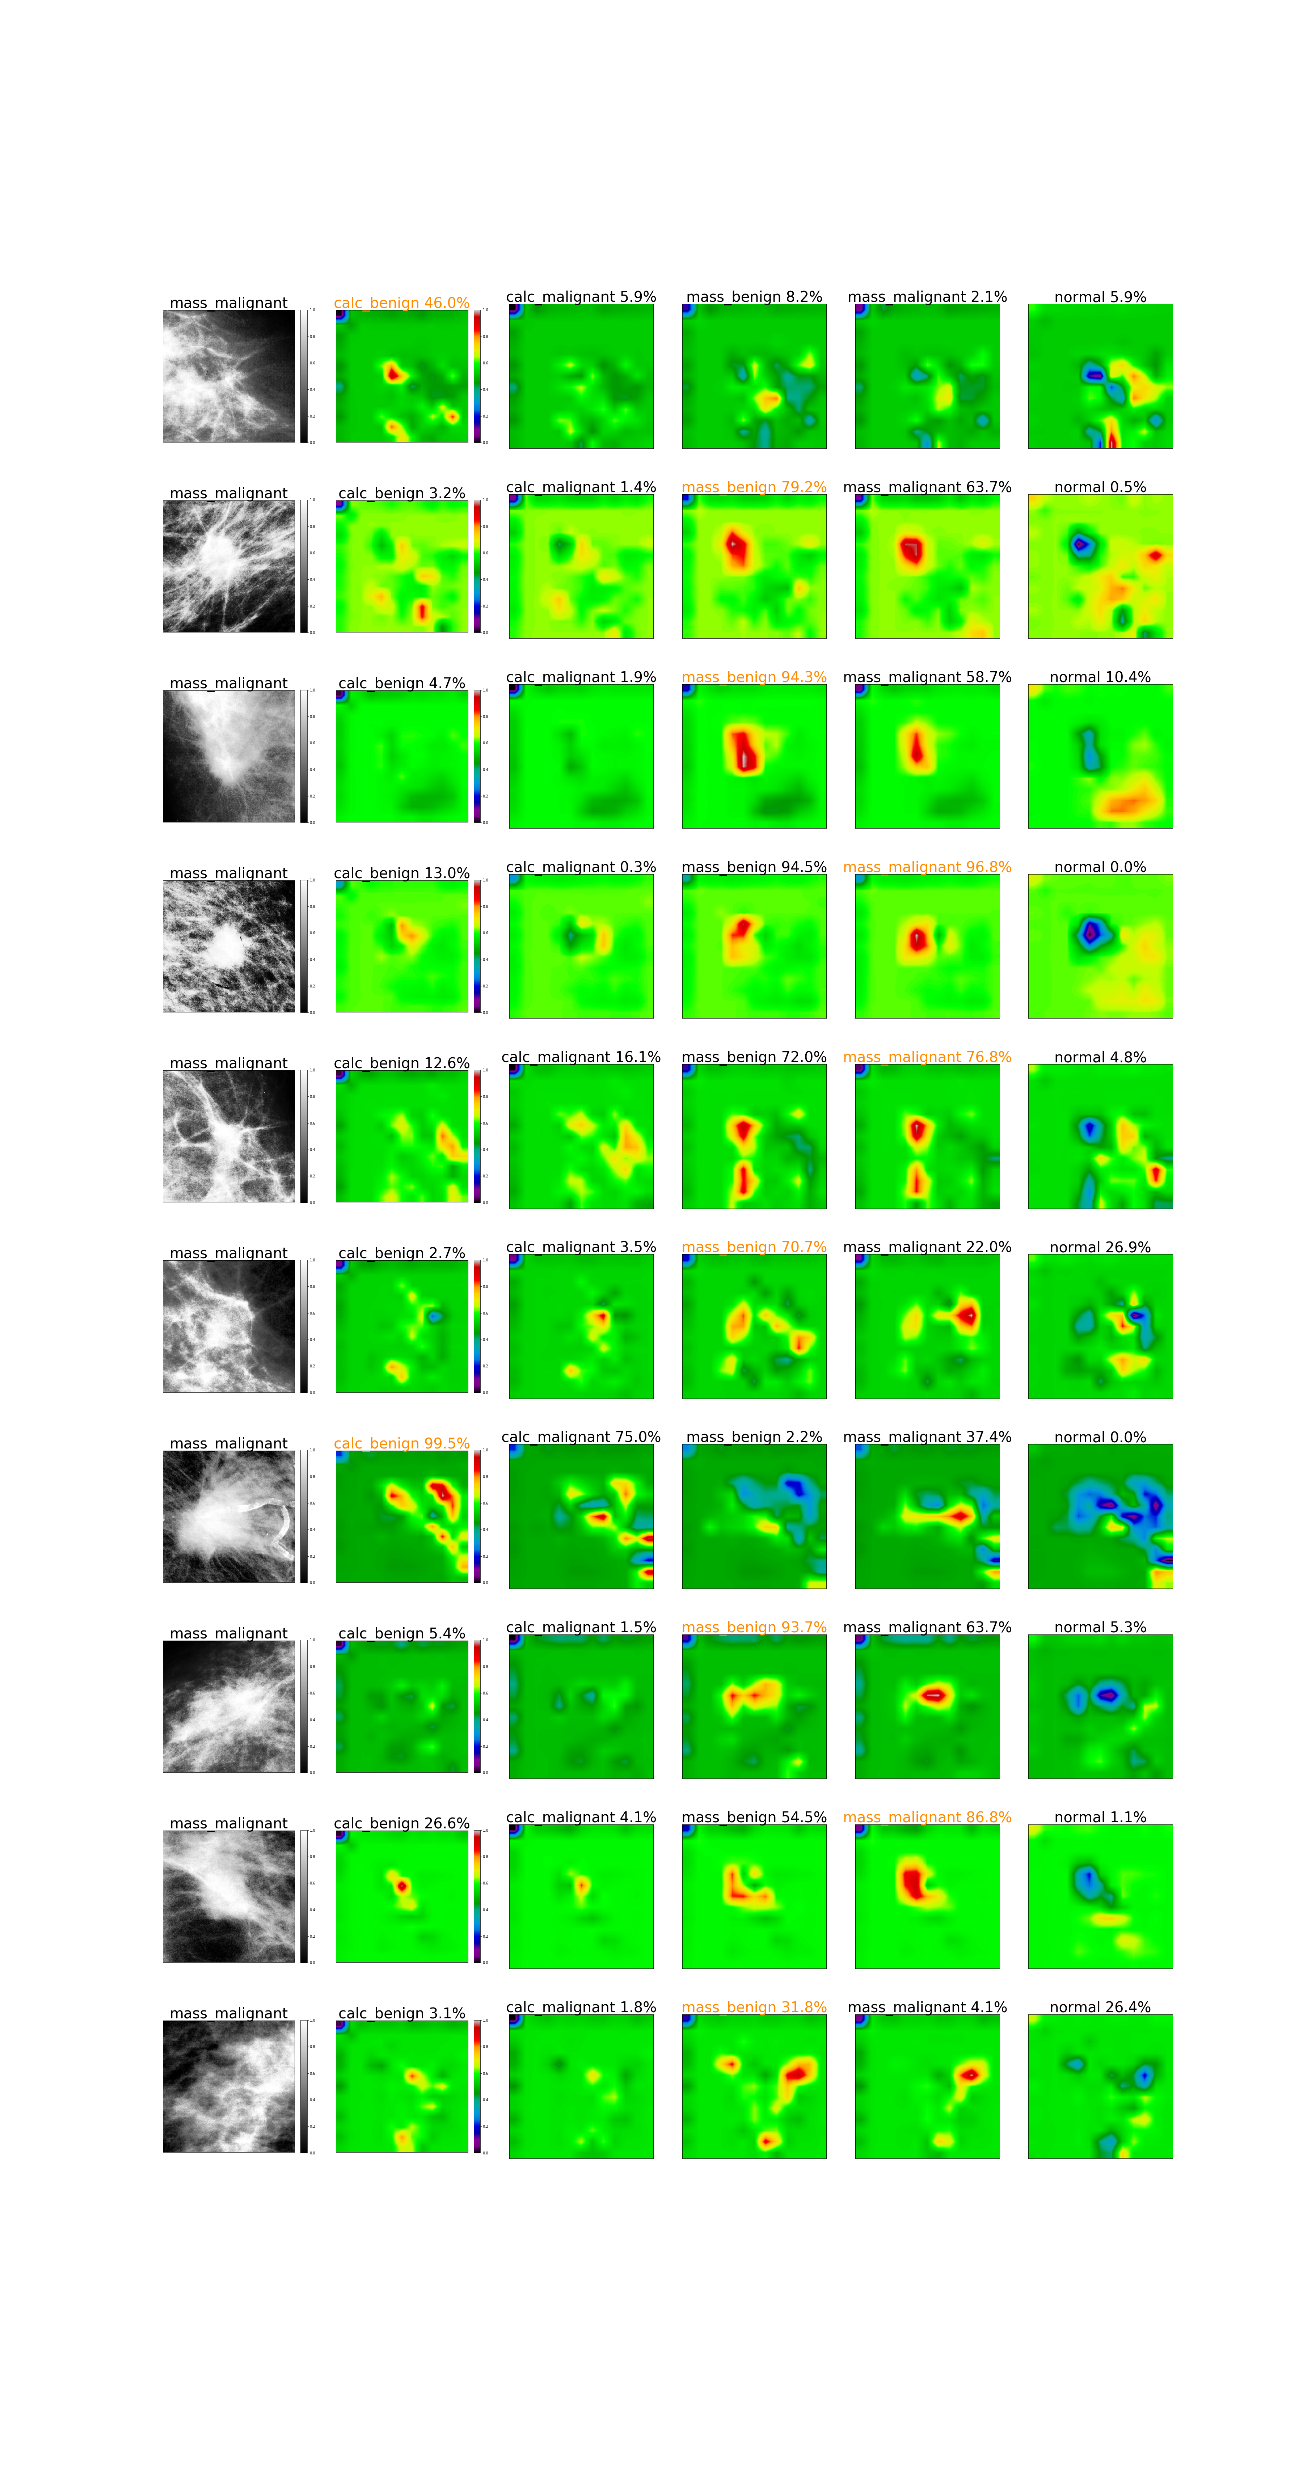 mass_malignant calc_benign 46.0% calc_malignant 5.9% mass_benign 8.2% mass_malignant 2.1% normal 5.9%
mass_malignant calc_benign 3.2% calc_malignant 1.4% mass_benign 79.2% mass_malignant 63.7% normal 0.5%
mass_malignant calc_benign 4.7% calc_malignant 1.9% mass_benign 94.3% mass_malignant 58.7% normal 10.4%
mass_malignant calc_benign 13.0% calc_malignant 0.3% mass_benign 94.5% mass_malignant 96.8% normal 0.0%
mass_malignant calc_benign 12.6% calc_malignant 16.1% mass_benign 72.0% mass_malignant 76.8% normal 4.8%
mass_malignant calc_benign 2.7% calc_malignant 3.5% mass_benign 70.7% mass_malignant 22.0% normal 26.9%
mass_malignant calc_benign 99.5% calc_malignant 75.0% mass_benign 2.2% mass_malignant 37.4% normal 0.0%
mass_malignant calc_benign 5.4% calc_malignant 1.5% mass_benign 93.7% mass_malignant 63.7% normal 5.3%
mass_malignant calc_benign 26.6% calc_malignant 4.1% mass_benign 54.5% mass_malignant 86.8% normal 1.1%
mass_malignant calc_benign 3.1% calc_malignant 1.8% mass_benign 31.8% mass_malignant 4.1% normal 26.4%